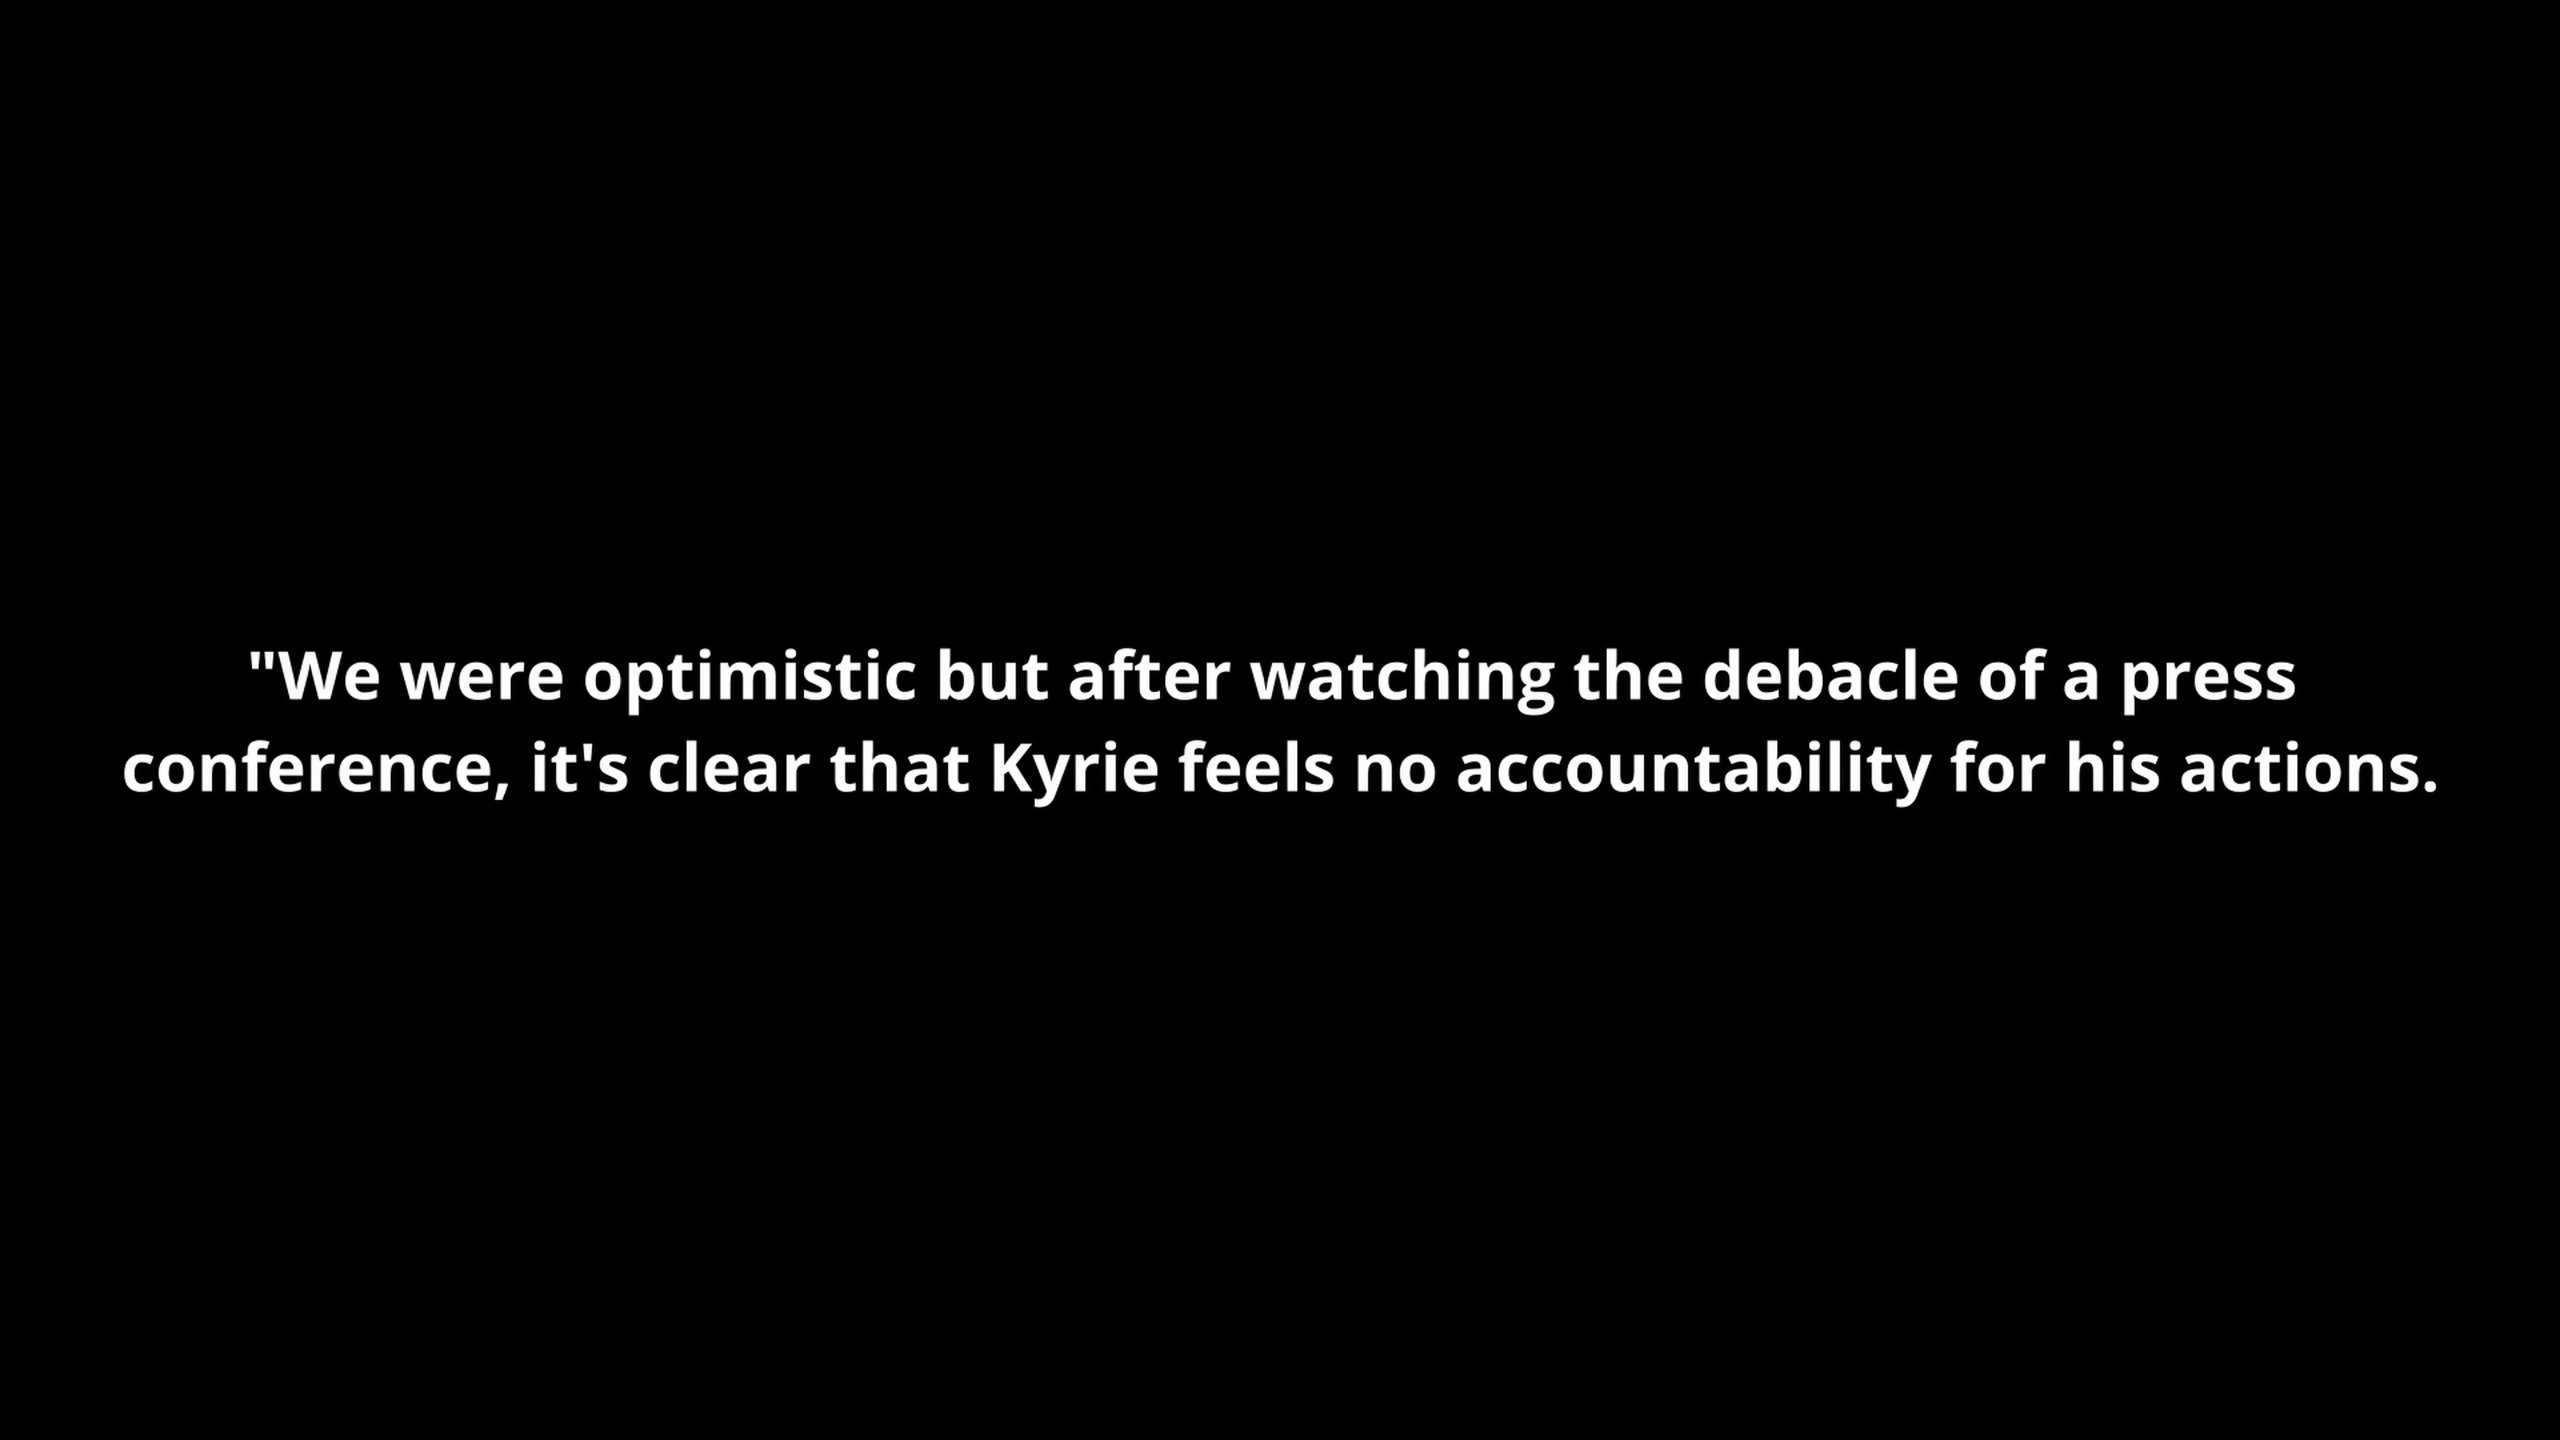 "We were optimistic but after watching the debacle of a press
conference, it's clear that Kyrie feels no accountability for his actions.